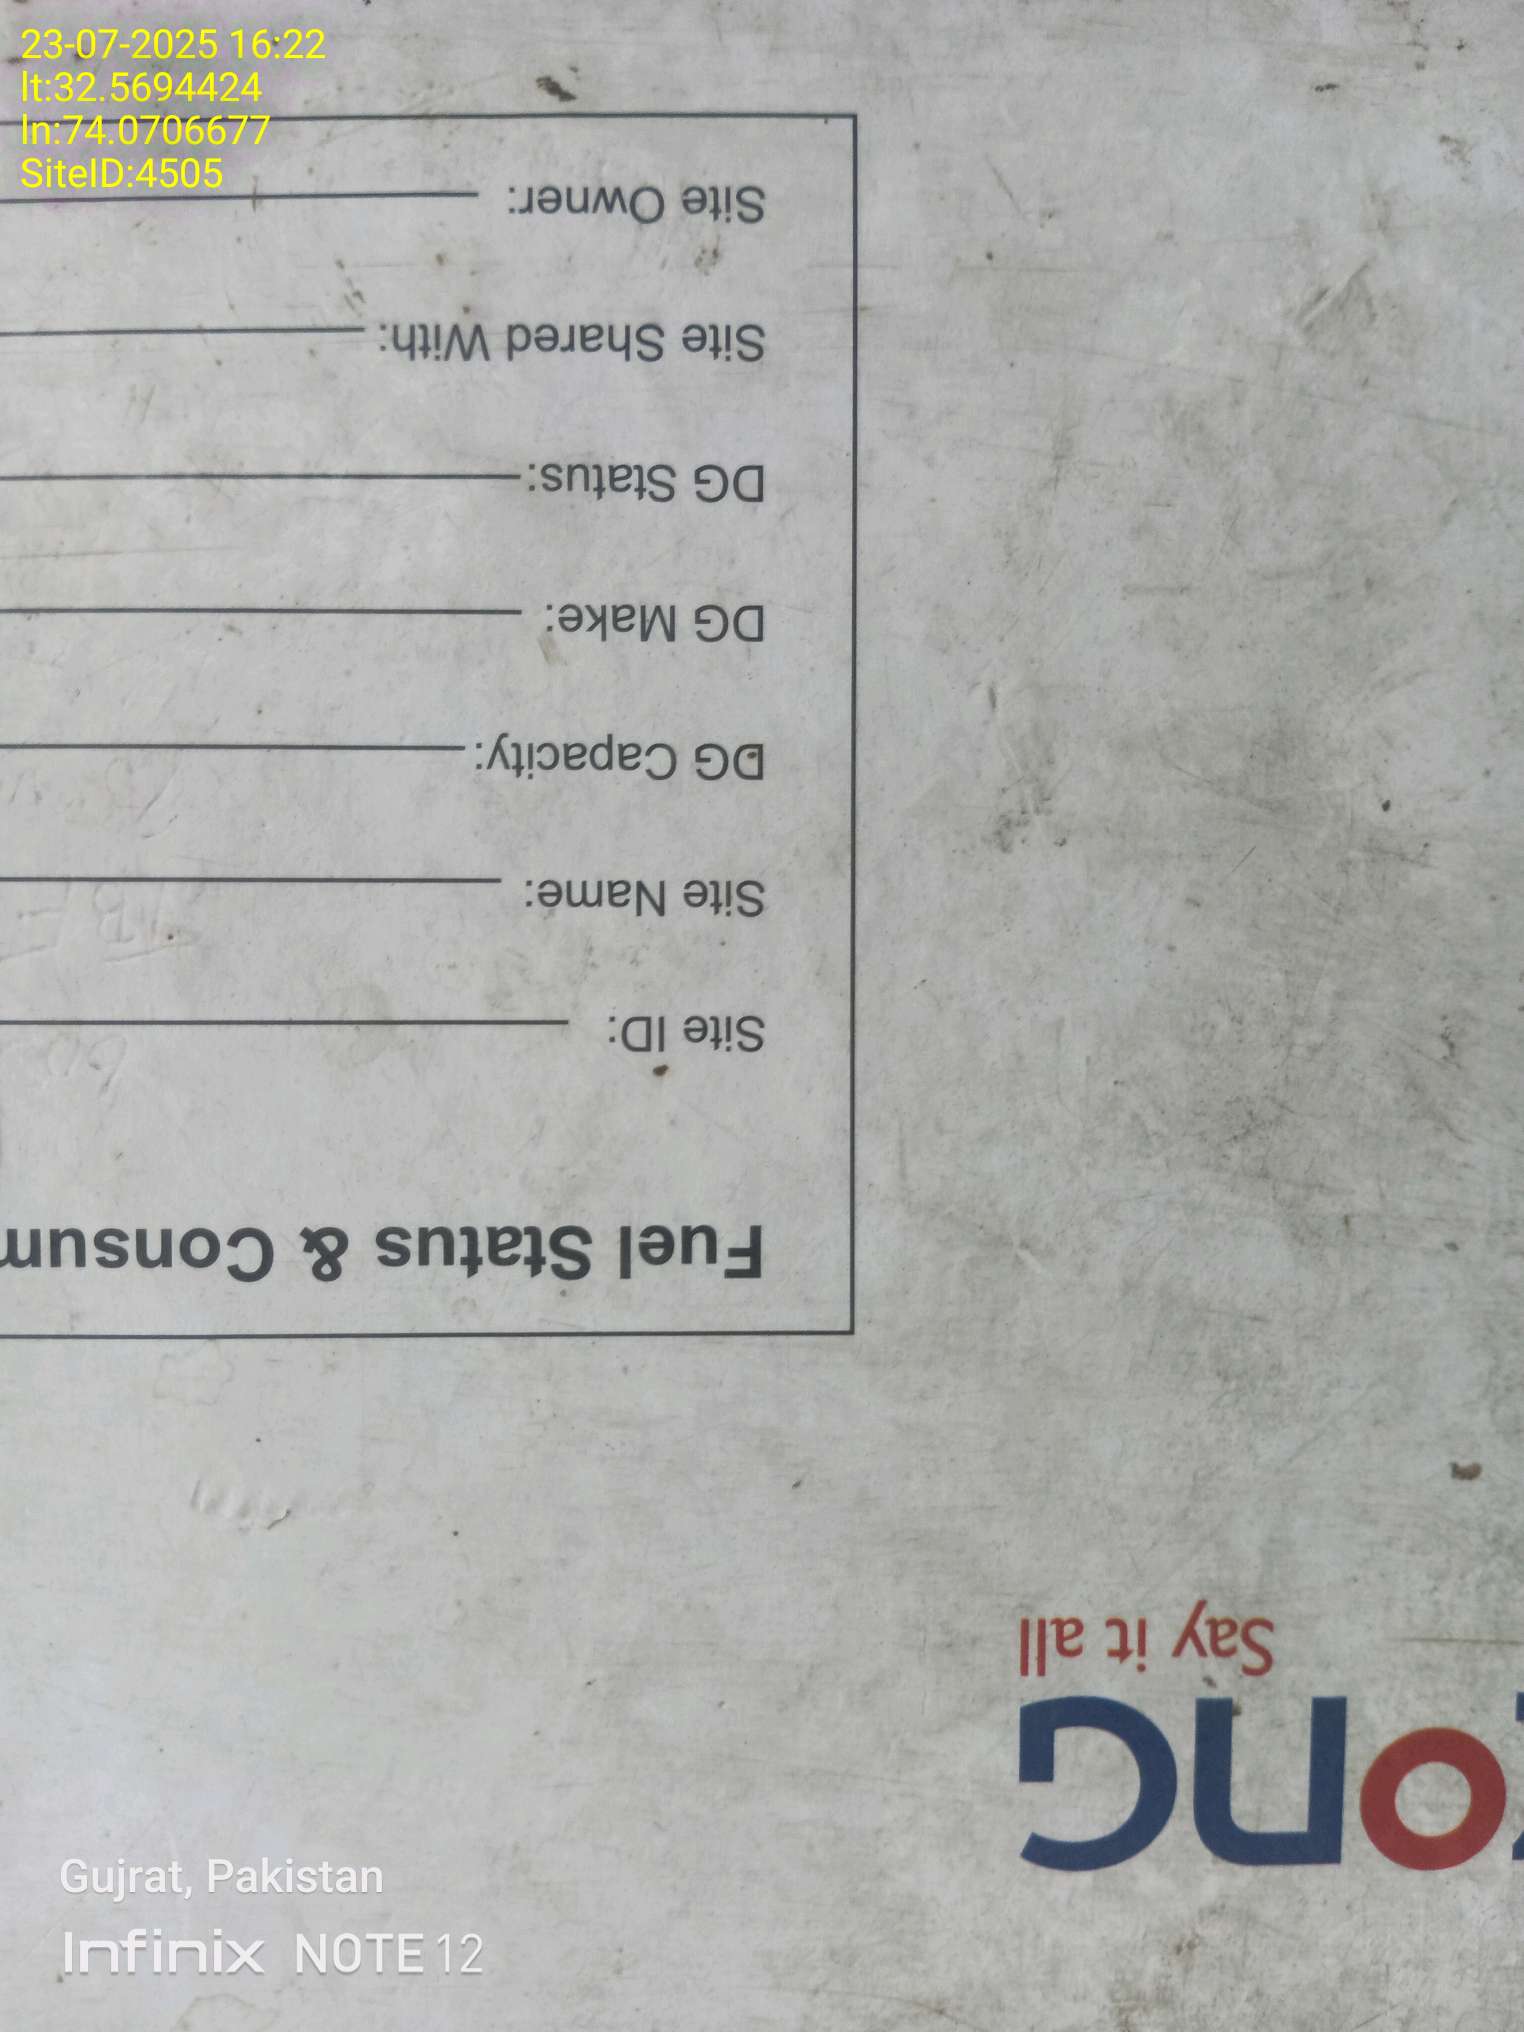 23-07-2025 16:22
lt:32.5694424
ln:74.0706677
SiteID:4505
ong
Say it all
Fuel Status & Consum
Site ID:
Site Name:
DG Capacity:
DG Make:
DG Status:
Site Shared With:
Site Owner:
Gujrat, Pakistan
Infinix NOTE 12